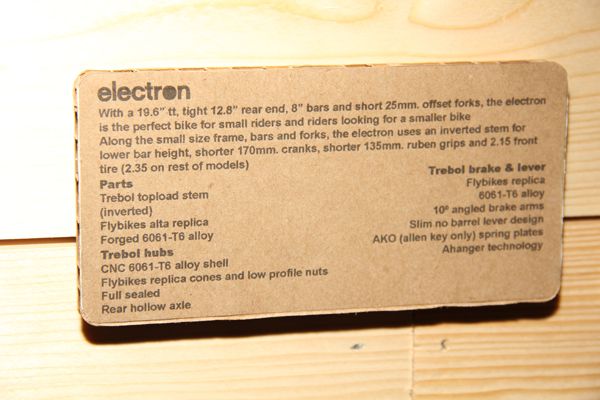 electron
With a 19.6" tt, tight 12.8" rear end, 8" bars and short 25mm. offset forks, the electron
is the perfect bike for small riders and riders looking for a smaller bike
Along the small size frame, bars and forks, the electron uses an inverted stem for
lower bar height, shorter 170mm. cranks, shorter 135mm. ruben grips and 2.15 front
tire (2.35 on rest of models)
Parts
Trebol topload stem
(inverted)
Flybikes alta replica
Forged 6061-T6 alloy
Trebol hubs
CNC 6061-T6 alloy shell
Flybikes replica cones and low profile nuts
Full sealed
Rear hollow axle
Trebol brake & lever
Flybikes replica
6061-T6 alloy
10º angled brake arms
Slim no barrel lever design
AKO (allen key only) spring plates
Ahanger technology